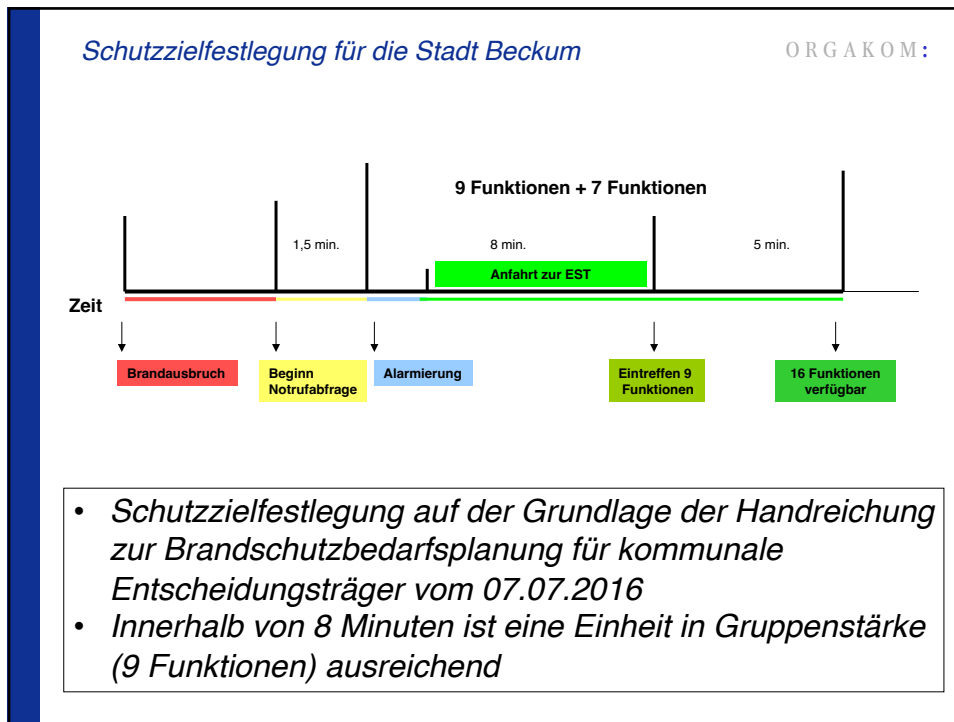 Schutzzielfestlegung für die Stadt Beckum
ORGAKOM:
9 Funktionen + 7 Funktionen
1,5 min.
8 min.
5 min.
Anfahrt zur EST
Zeit
Brandausbruch
Beginn
Notrufabfrage
Alarmierung
Eintreffen 9
Funktionen
16 Funktionen
verfügbar
• Schutzzielfestlegung auf der Grundlage der Handreichung
zur Brandschutzbedarfsplanung für kommunale
Entscheidungsträger vom 07.07.2016
• Innerhalb von 8 Minuten ist eine Einheit in Gruppenstärke
(9 Funktionen) ausreichend